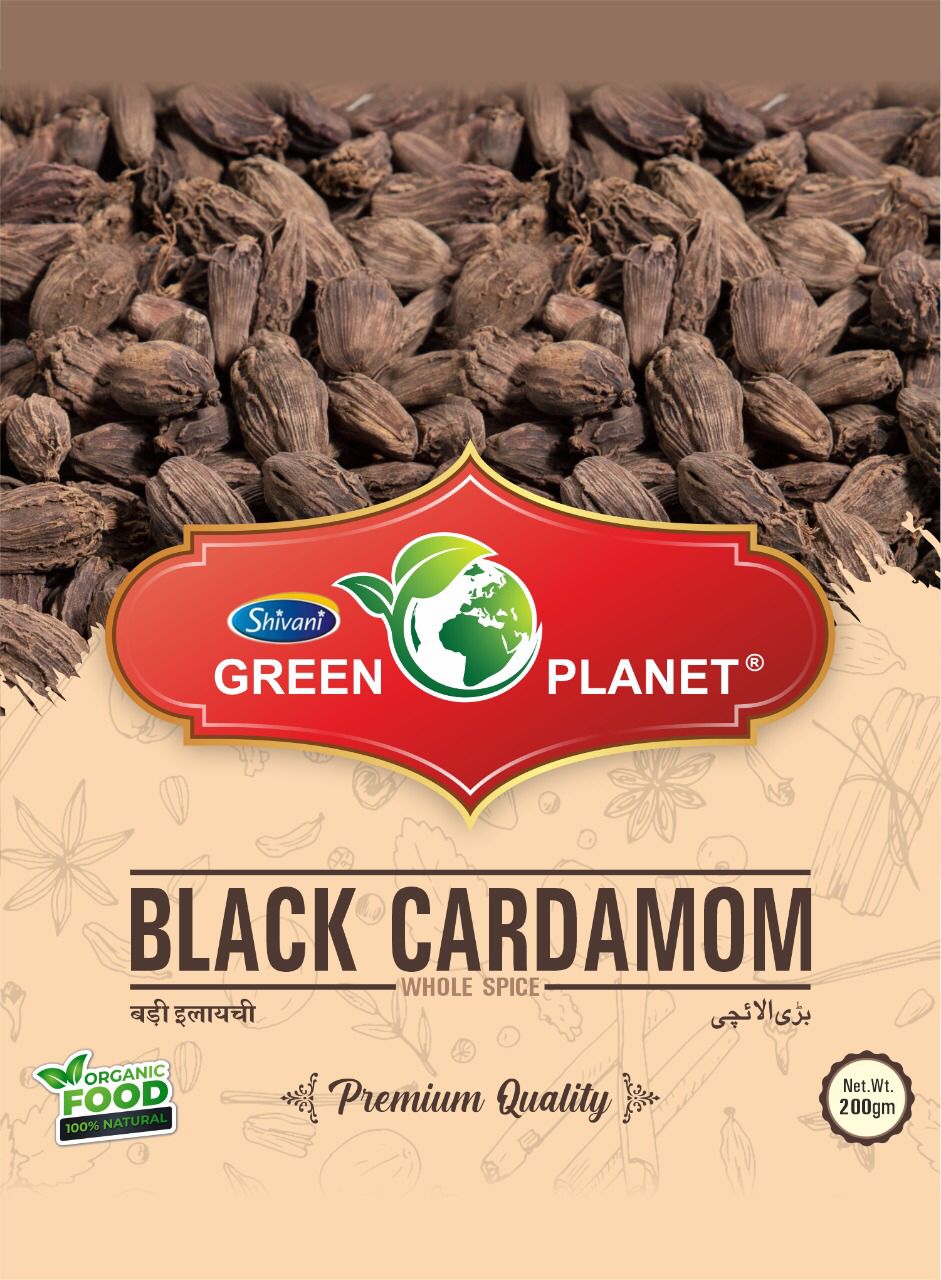 Shivani
GREEN PLANET®
BLACK CARDAMOM
WHOLE SPICE
बड़ी इलायची
بڑی الائچی
ORGANIC
FOOD
100% NATURAL
Premium Quality
Net.Wt.
200gm